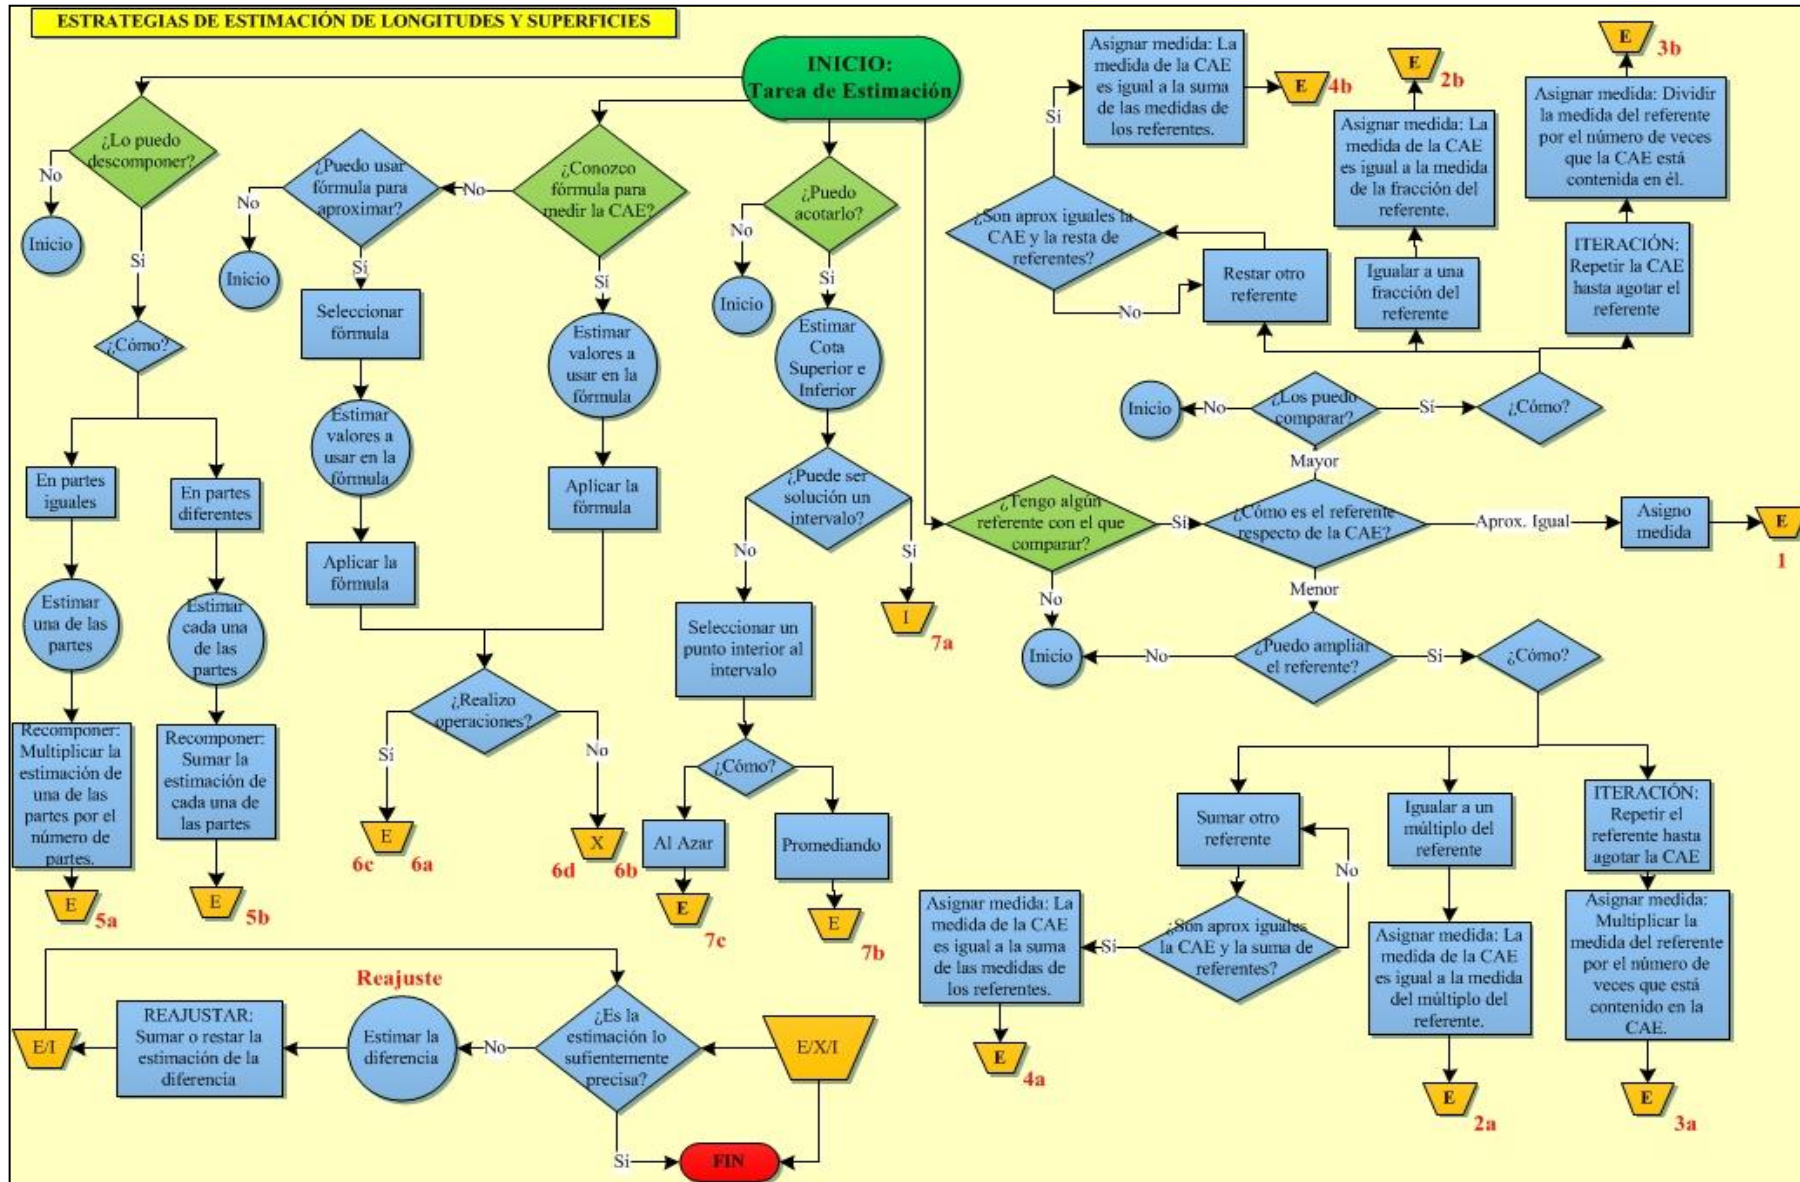 ESTRATEGIAS DE ESTIMACIÓN DE LONGITUDES Y SUPERFICIES
INICIO:
Tarea de Estimación
¿Lo puedo
descomponer?
No
Inicio
Sí
¿Cómo?
En partes
iguales
En partes
diferentes
Estimar
una de las
partes
Estimar
cada una
de las
partes
Recomponer:
Multiplicar la
estimación de
una de las
partes por el
número de
partes.
Recomponer:
Sumar la
estimación de
cada una de
las partes
E
5a
E
5b
¿Conozco
fórmula para
medir la CAE?
No
¿Puedo usar
fórmula para
aproximar?
No
Inicio
Sí
Seleccionar
fórmula
Estimar
valores a
usar en la
fórmula
Aplicar la
fórmula
Sí
Estimar
valores a
usar en la
fórmula
Aplicar la
fórmula
¿Realizo
operaciones?
Sí
No
E
6c
6a
X
6d
6b
¿Puedo
acotarlo?
No
Inicio
Sí
Estimar
Cota
Superior e
Inferior
¿Puede ser
solución un
intervalo?
No
Sí
I
7a
Seleccionar un
punto interior al
intervalo
¿Cómo?
Al Azar
Promediando
E
7c
E
7b
¿Tengo algún
referente con el que
comparar?
No
Inicio
Sí
¿Cómo es el referente
respecto de la CAE?
Aprox. Igual
Asigno
medida
E
1
Mayor
¿Los puedo
comparar?
No
Inicio
Sí
¿Cómo?
Restar otro
referente
¿Son aprox iguales la
CAE y la resta de
referentes?
No
Sí
Asignar medida: La
medida de la CAE
es igual a la suma
de las medidas de
los referentes.
E
4b
Igualar a una
fracción del
referente
Asignar medida: La
medida de la CAE
es igual a la medida
de la fracción del
referente.
E
2b
ITERACIÓN:
Repetir la CAE
hasta agotar el
referente
Asignar medida: Dividir
la medida del referente
por el número de veces
que la CAE está
contenida en él.
E
3b
Menor
¿Puedo ampliar
el referente?
No
Sí
¿Cómo?
Sumar otro
referente
¿Son aprox iguales
la CAE y la suma de
referentes?
No
Sí
Asignar medida: La
medida de la CAE
es igual a la suma
de las medidas de
los referentes.
E
4a
Igualar a un
múltiplo del
referente
Asignar medida: La
medida de la CAE
es igual a la medida
del múltiplo del
referente.
E
2a
ITERACIÓN:
Repetir el
referente hasta
agotar la CAE
Asignar medida:
Multiplicar la
medida del referente
por el número de
veces que está
contenido en la
CAE.
E
3a
E/X/I
¿Es la
estimación lo
sufientemente
precisa?
No
Reajuste
Estimar la
diferencia
REAJUSTAR:
Sumar o restar la
estimación de la
diferencia
E/I
Sí
FIN